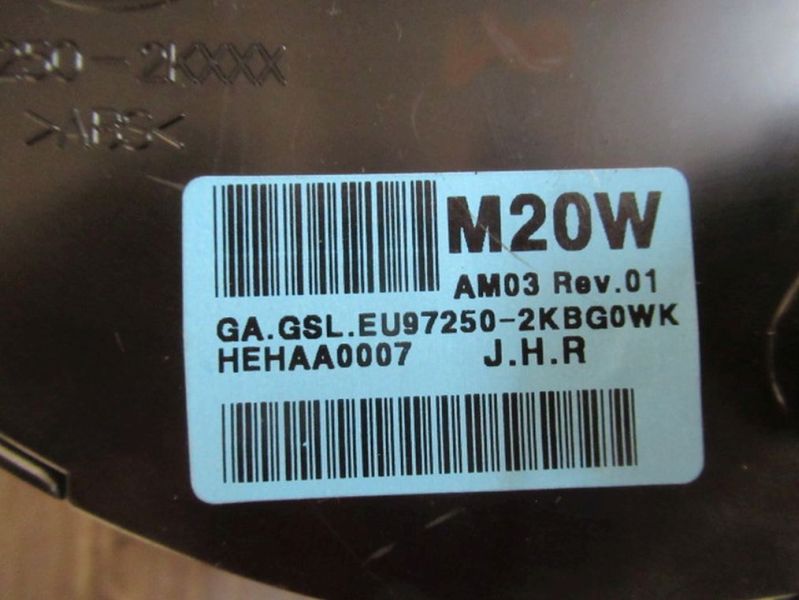 250-2KXXX
>ABS<
M20W
AM03 Rev.01
GA.GSL.EU97250-2KBG0WK
HEHAA0007 J.H.R